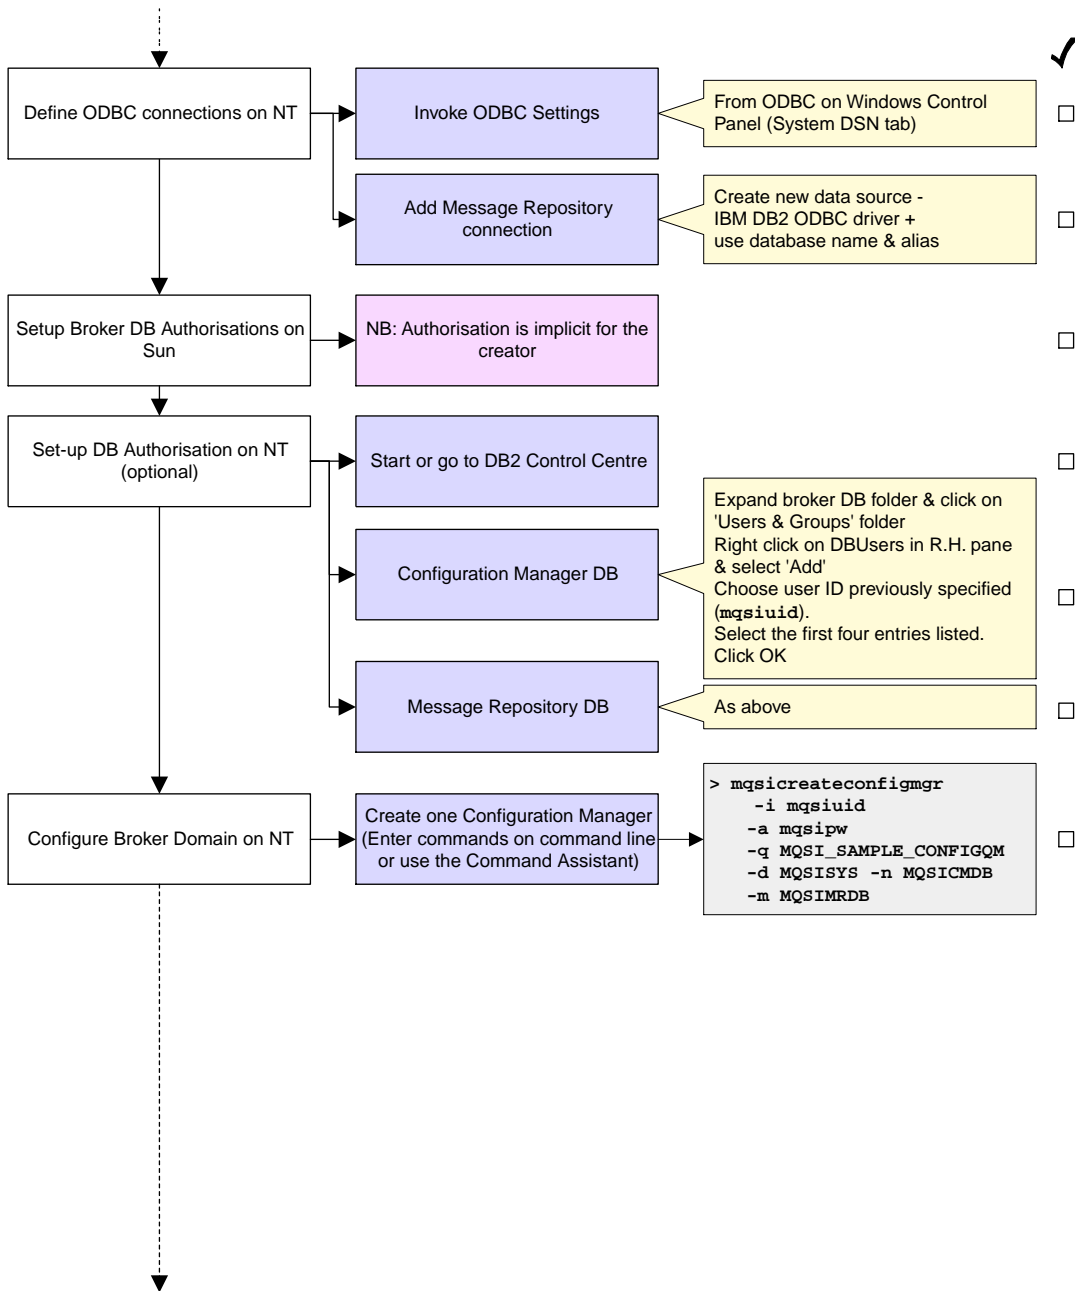 Define ODBC connections on NT
Invoke ODBC Settings
From ODBC on Windows Control
Panel (System DSN tab)
Add Message Repository
connection
Create new data source -
IBM DB2 ODBC driver +
use database name & alias
Setup Broker DB Authorisations on
Sun
NB: Authorisation is implicit for the
creator
Set-up DB Authorisation on NT
(optional)
Start or go to DB2 Control Centre
Configuration Manager DB
Expand broker DB folder & click on
'Users & Groups' folder
Right click on DBUsers in R.H. pane
& select 'Add'
Choose user ID previously specified
(mqsiuid).
Select the first four entries listed.
Click OK
Message Repository DB
As above
Configure Broker Domain on NT
Create one Configuration Manager
(Enter commands on command line
or use the Command Assistant)
> mqsicreateconfigmgr
-i mqsiuid
-a mqsipw
-q MQSI_SAMPLE_CONFIGQM
-d MQSISYS -n MQSICMDB
-m MQSIMRDB